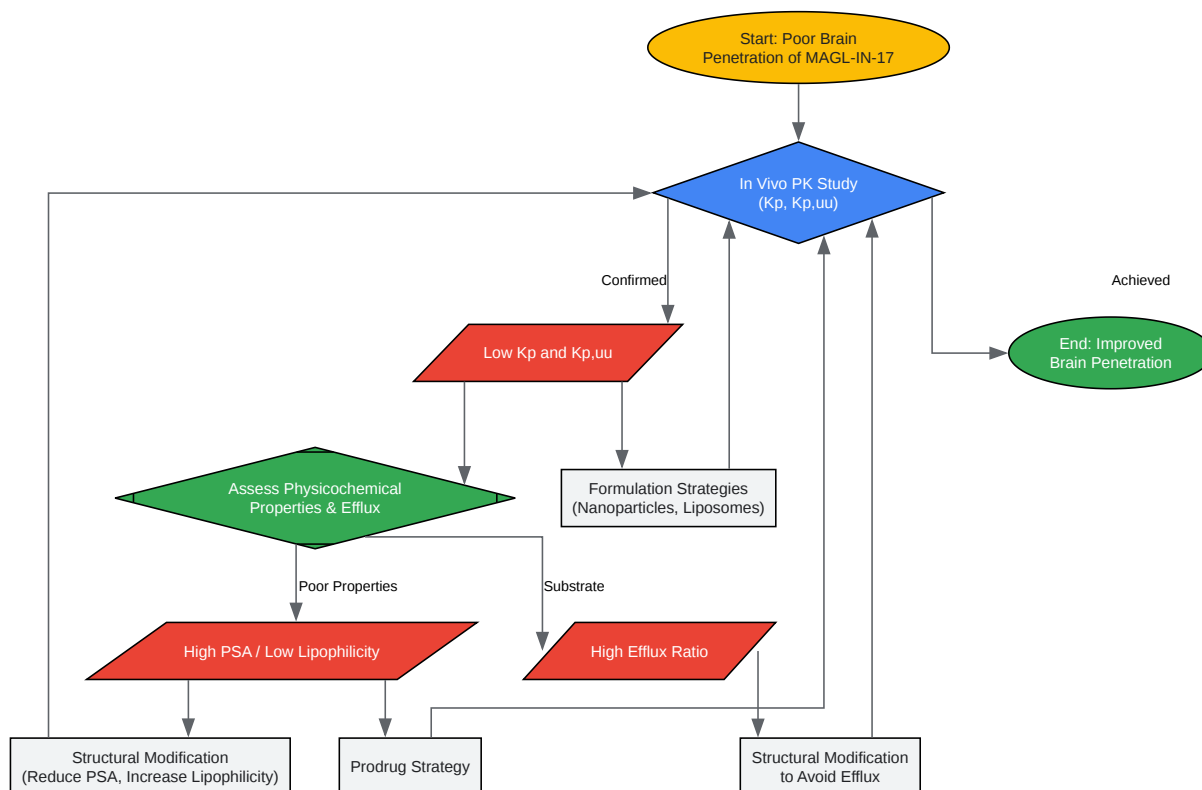 Start: Poor Brain
Penetration of MAGL-IN-17
In Vivo PK Study
(Kp, Kp,uu)
Confirmed
Achieved
Low Kp and Kp,uu
End: Improved
Brain Penetration
Assess Physicochemical
Properties & Efflux
Formulation Strategies
(Nanoparticles, Liposomes)
Poor Properties
Substrate
High PSA / Low Lipophilicity
High Efflux Ratio
Structural Modification
(Reduce PSA, Increase Lipophilicity)
Prodrug Strategy
Structural Modification
to Avoid Efflux